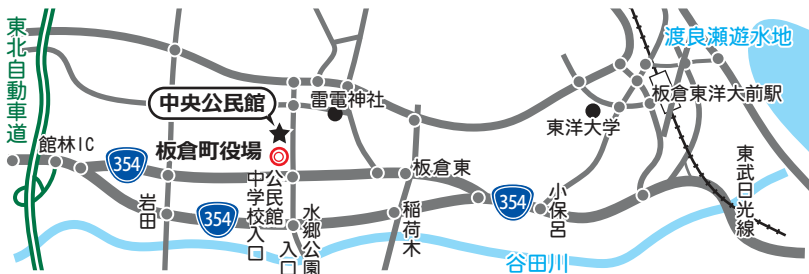 東北自動車道
渡良瀬遊水地
中央公民館
雷電神社
板倉東洋大前駅
東洋大学
館林IC
354
板倉町役場
板倉東
東武日光線
岩田
354
公民館
中学校入口
水郷公園
入口
稲荷木
354
小保呂
谷田川